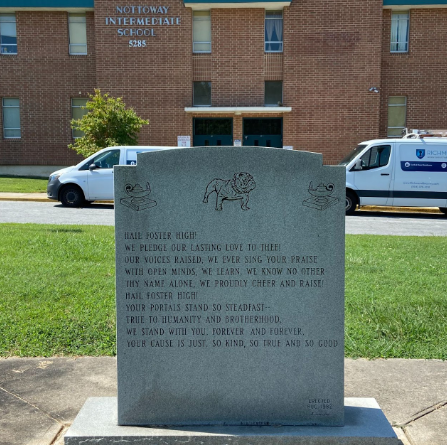 NOTTOWAY
INTERMEDIATE
SCHOOL
5285
HAIL FOSTER HIGH!
WE PLEDGE OUR LASTING LOVE TO THEE!
OUR VOICES RAISED, WE EVER SING YOUR PRAISE
WITH OPEN MINDS, WE LEARN, WE KNOW NO OTHER
THY NAME ALONE, WE PROUDLY CHEER AND RAISE!
HAIL FOSTER HIGH!
YOUR PORTALS STAND SO STEADFAST—
TRUE TO HUMANITY AND BROTHERHOOD,
WE STAND WITH YOU, FOREVER AND FOREVER,
YOUR CAUSE IS JUST, SO KIND, SO TRUE AND SO GOOD